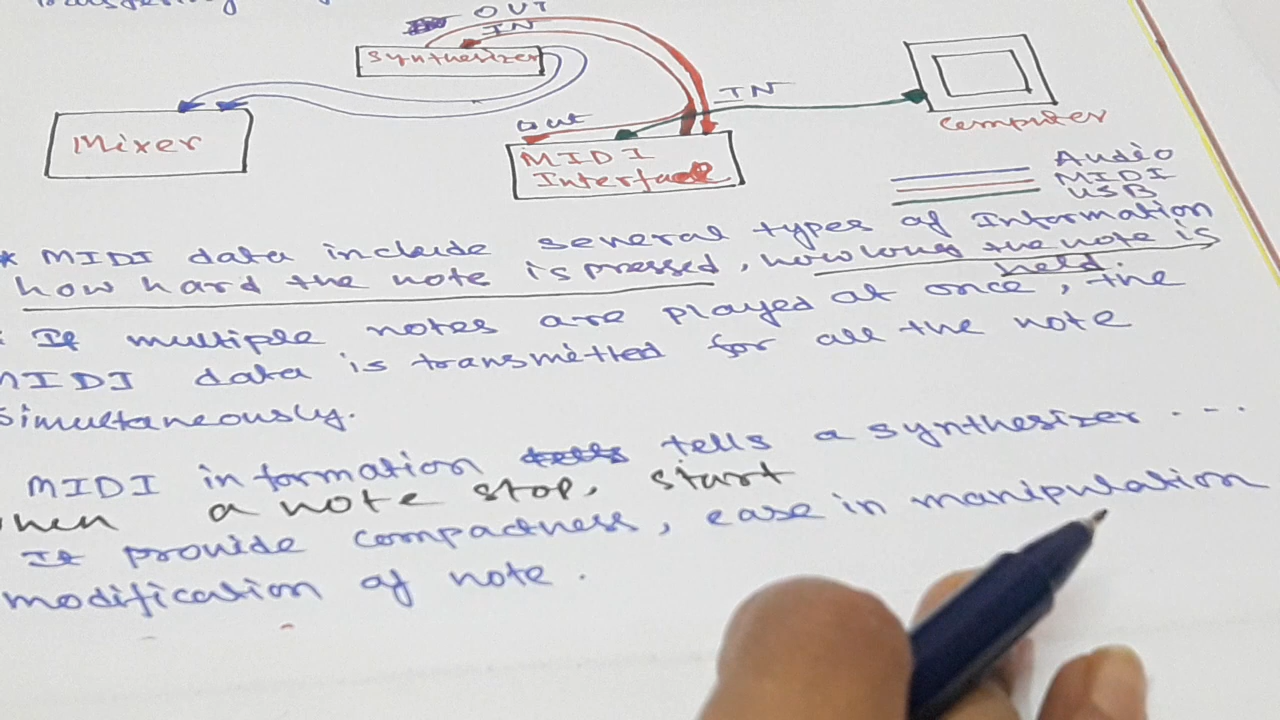 OUT
IN
Synthesizer
IN
Mixer
out
MIDI
Interface
Computer
Audio
MIDI
USB
* MIDI data include several types of Information
how hard the note is pressed, how long the note is
held.
If multiple notes are played at once, the
MIDI data is transmitted for all the note
simultaneously.
MIDI information tells a synthesizer ...
when a note stop, start
It provide compactness, ease in manipulation
modification of note.